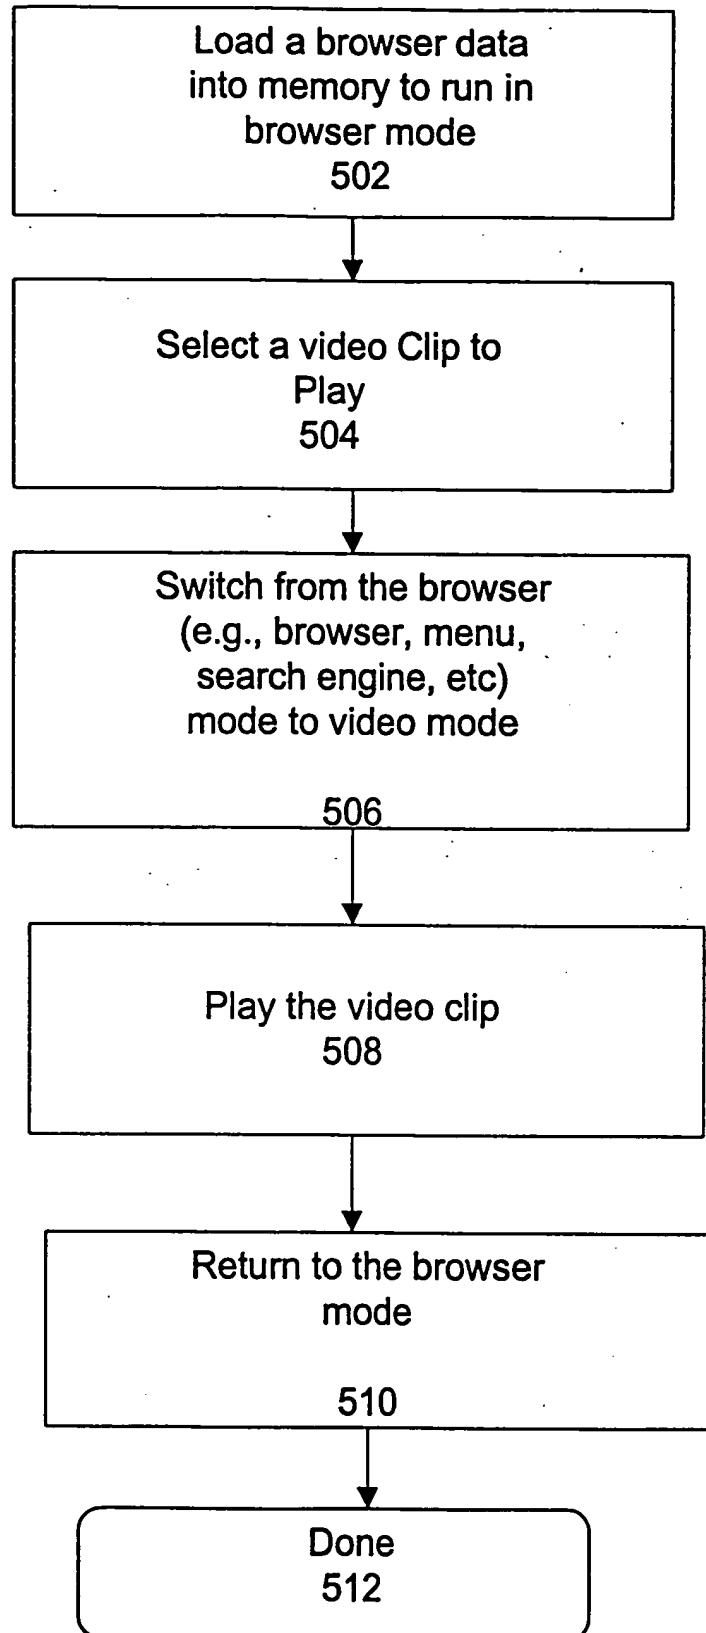 Load a browser data
into memory to run in
browser mode
502
Select a video Clip to
Play
504
Switch from the browser
(e.g., browser, menu,
search engine, etc)
mode to video mode
506
Play the video clip
508
Return to the browser
mode
510
Done
512